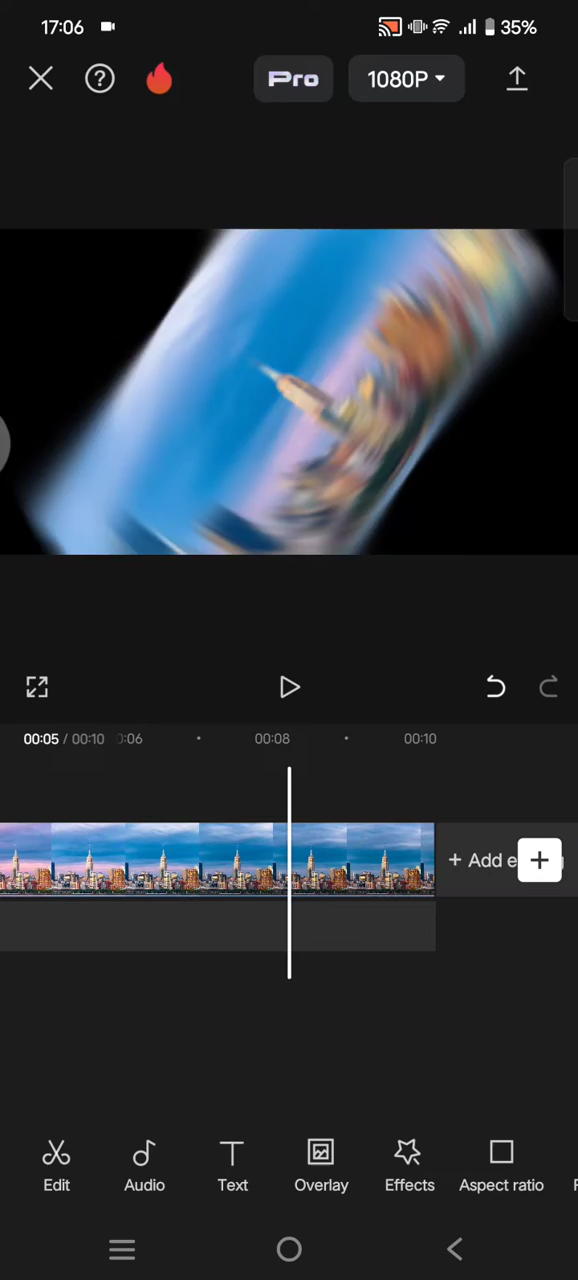 17:06 35%
Pro 1080P
00:05 / 00:10 0:06 00:08 00:10
+ Add e
Edit Audio Text Overlay Effects Aspect ratio